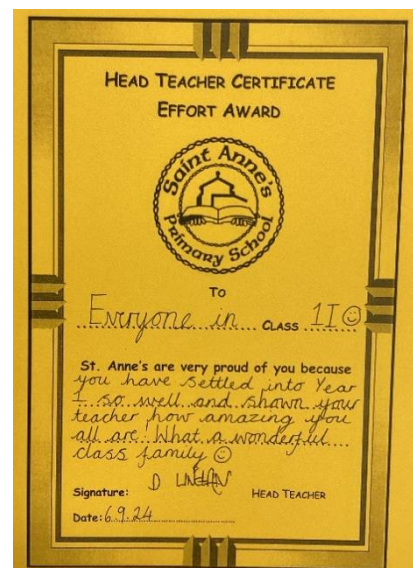 HEAD TEACHER CERTIFICATE
EFFORT AWARD
Saint Anne's
Primary School
TO
Everyone in CLASS 1I ☺
St. Anne's are very proud of you because
you have settled into Year
1 so well and shown your
teacher how amazing you
all are. What a wonderful
class family ☺
Signature: D HEAD TEACHER
Date: 6.9.24